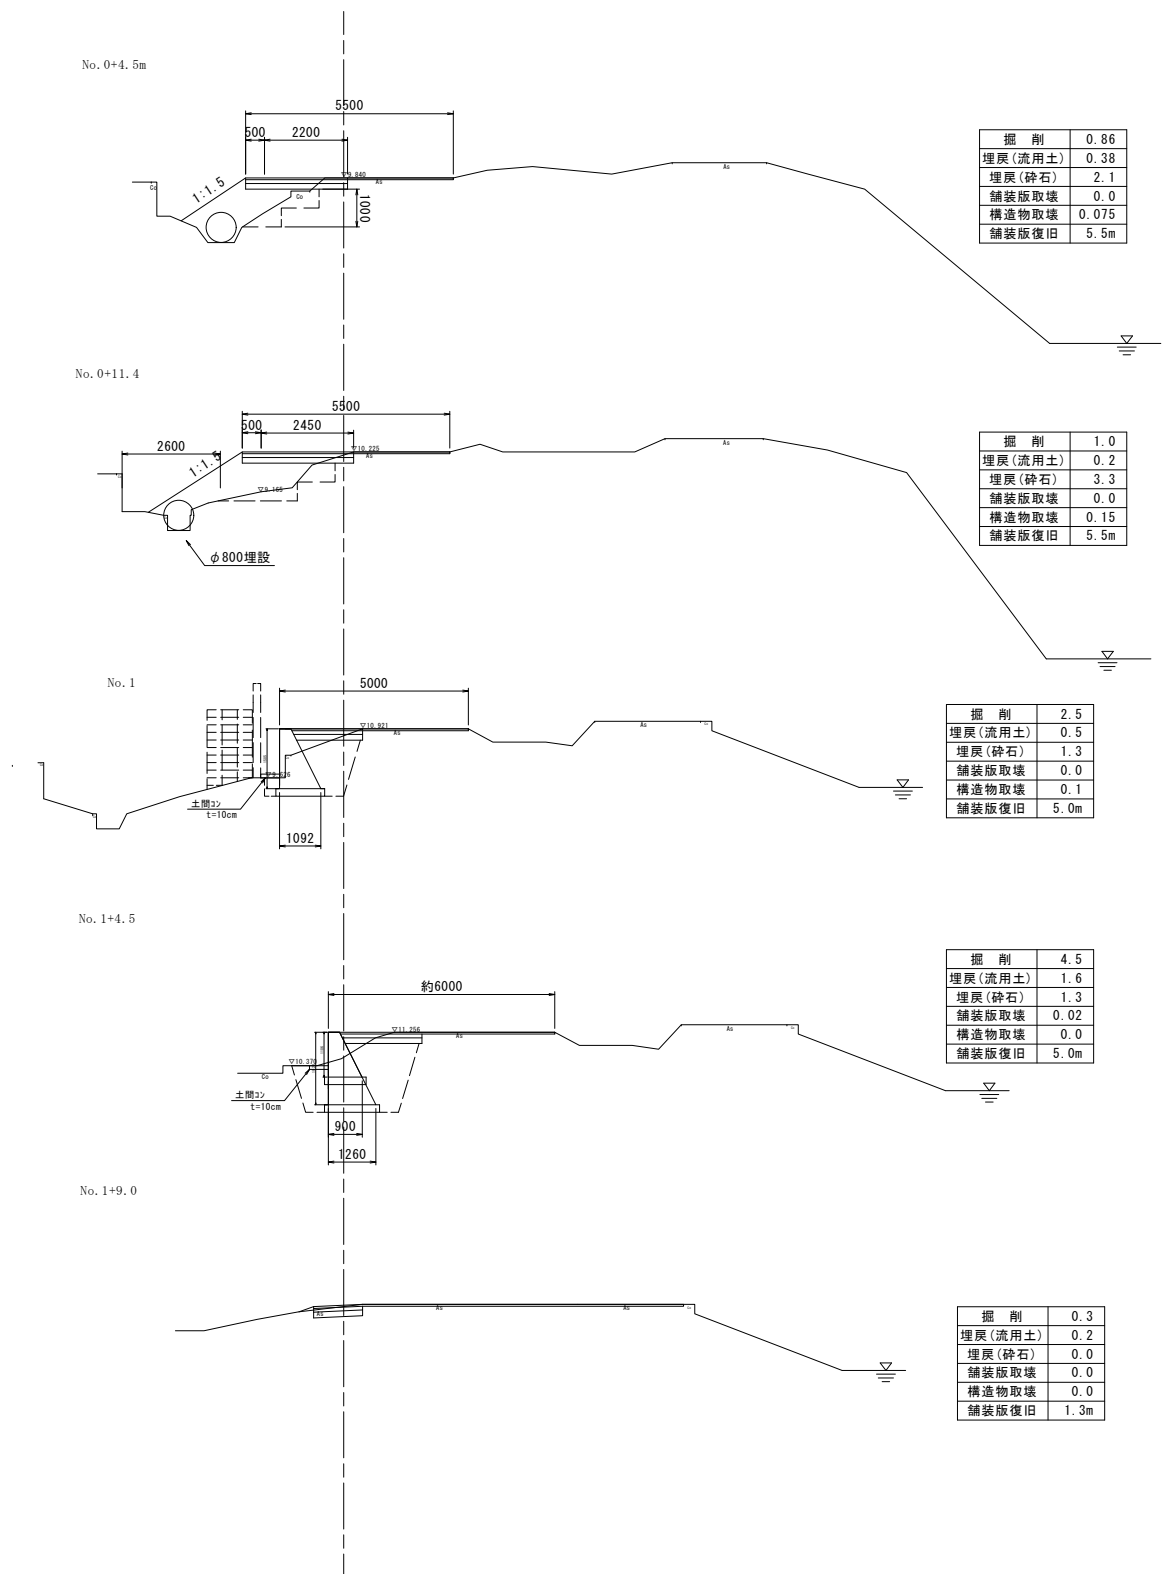 No.0+4.5m
5500
500 2200
▽9.840
As
As
Co
Co
1:1.5
1000
掘 削 0.86
埋戻(流用土) 0.38
埋戻(砕石) 2.1
舗装版取壊 0.0
構造物取壊 0.075
舗装版復旧 5.5m
No.0+11.4
5500
500 2450
2600
▽10.225
As
As
1:1.5
▽9.165
φ800埋設
掘 削 1.0
埋戻(流用土) 0.2
埋戻(砕石) 3.3
舗装版取壊 0.0
構造物取壊 0.15
舗装版復旧 5.5m
No.1
5000
▽10.921
As
As
▽9.626
土間コン
t=10cm
1092
掘 削 2.5
埋戻(流用土) 0.5
埋戻(砕石) 1.3
舗装版取壊 0.0
構造物取壊 0.1
舗装版復旧 5.0m
No.1+4.5
約6000
▽11.256
As
As
▽10.370
Co
土間コン
t=10cm
900
1260
掘 削 4.5
埋戻(流用土) 1.6
埋戻(砕石) 1.3
舗装版取壊 0.02
構造物取壊 0.0
舗装版復旧 5.0m
No.1+9.0
As
As
As
掘 削 0.3
埋戻(流用土) 0.2
埋戻(砕石) 0.0
舗装版取壊 0.0
構造物取壊 0.0
舗装版復旧 1.3m